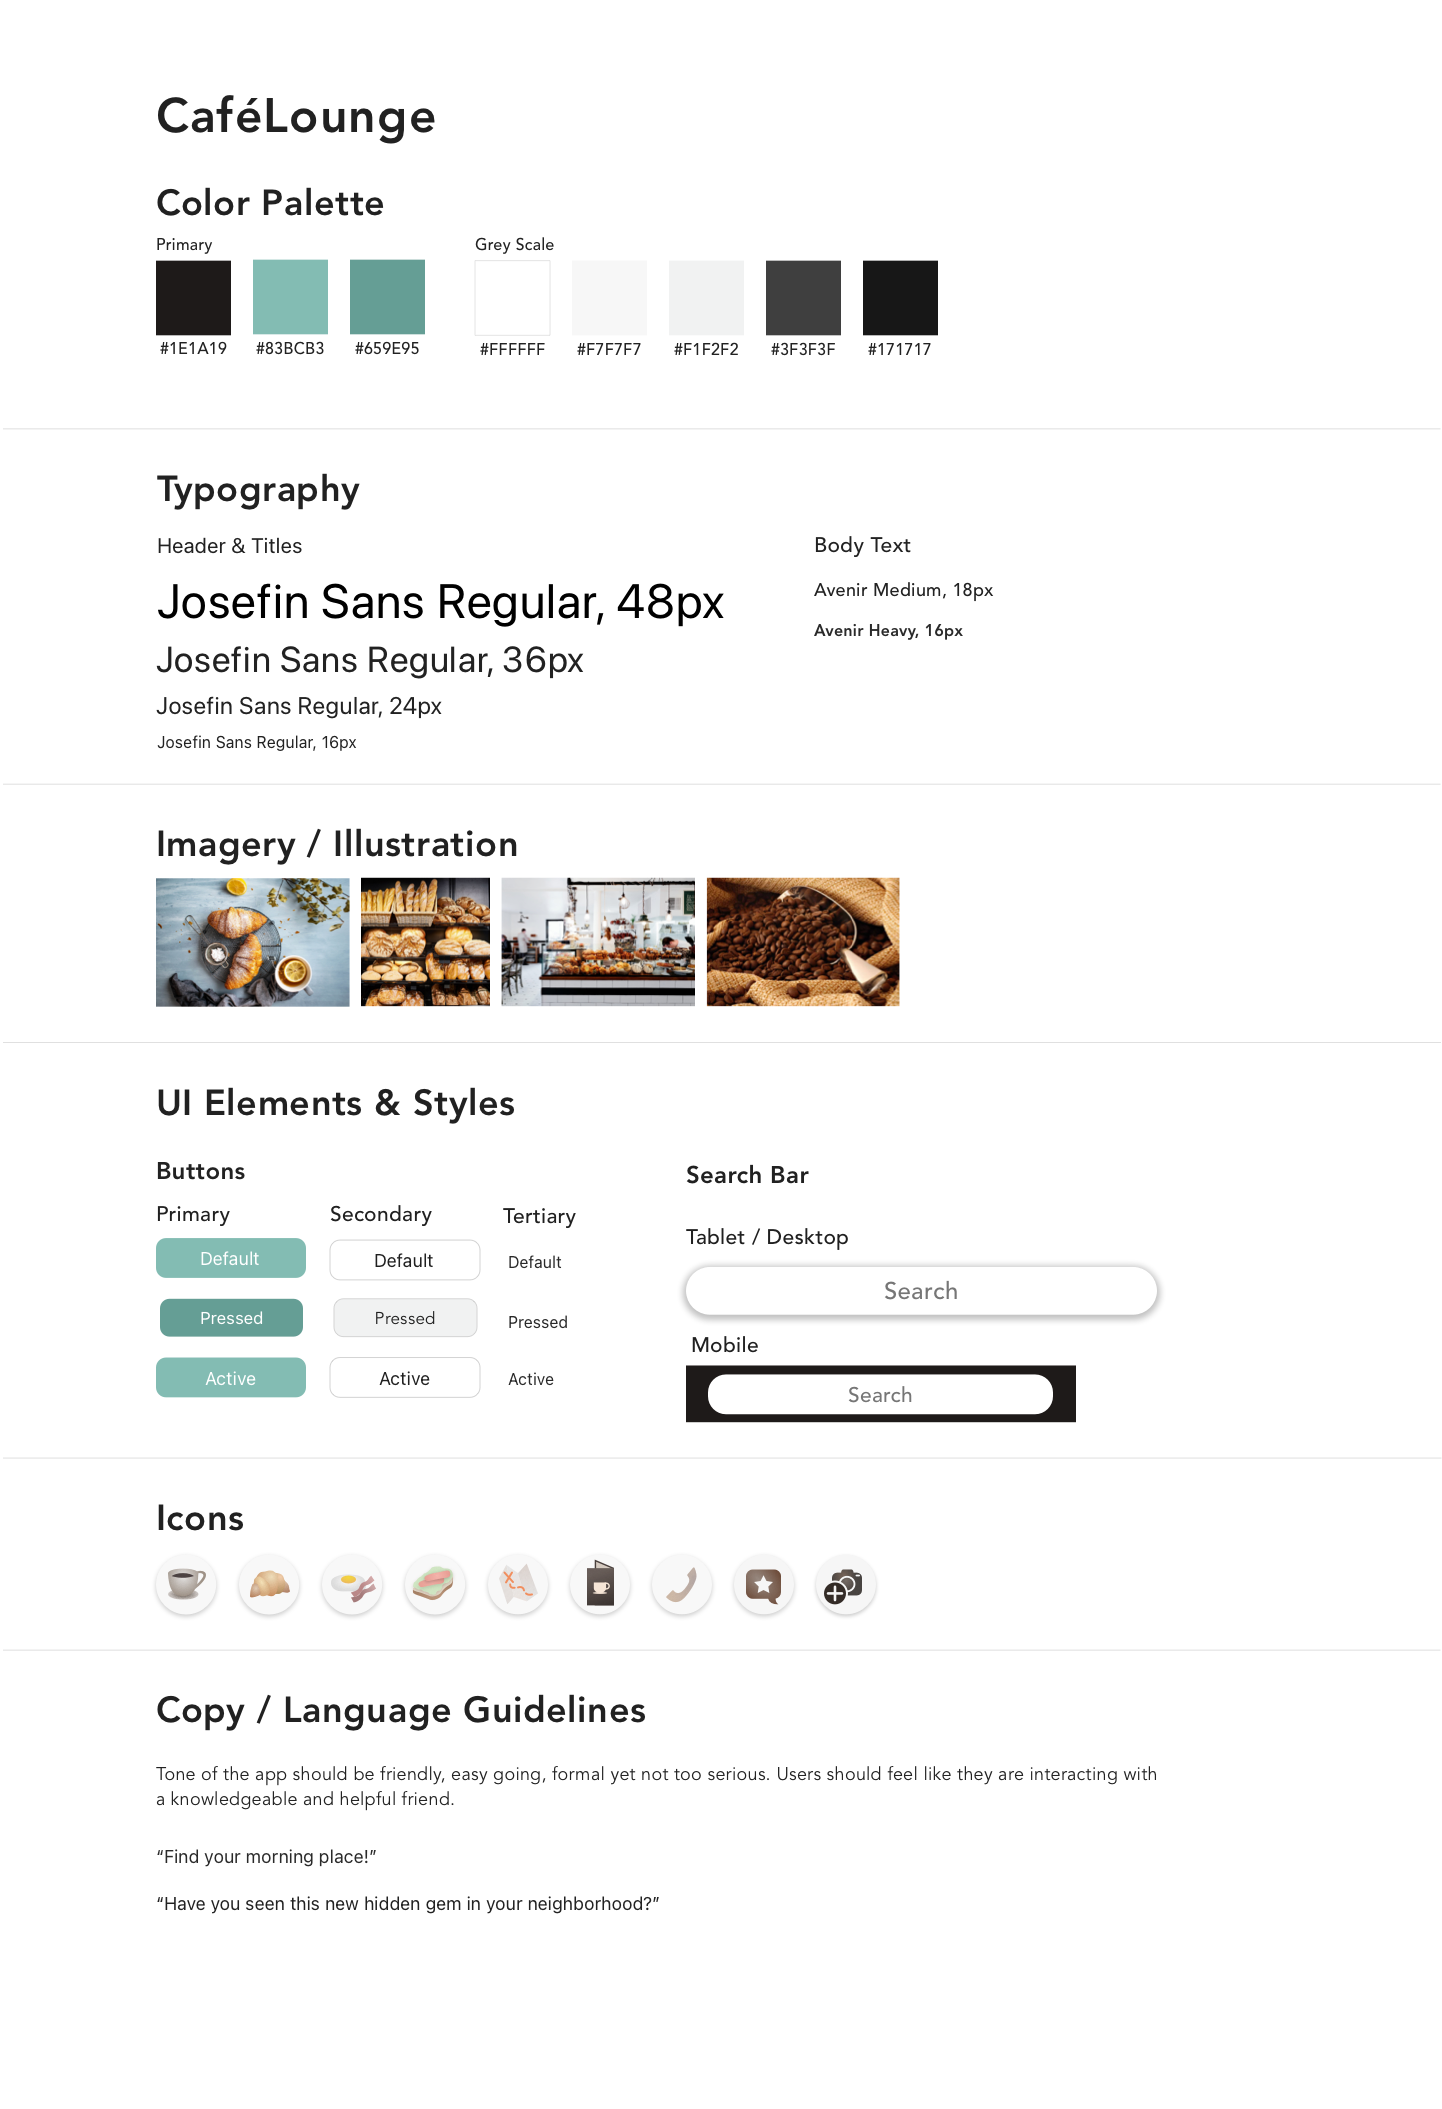 CaféLounge
Color Palette
Primary
Grey Scale
#1E1A19 #83BCB3 #659E95
#FFFFFF #F7F7F7 #F1F2F2 #3F3F3F #171717
Typography
Header & Titles
Josefin Sans Regular, 48px
Josefin Sans Regular, 36px
Josefin Sans Regular, 24px
Josefin Sans Regular, 16px
Body Text
Avenir Medium, 18px
Avenir Heavy, 16px
Imagery / Illustration
UI Elements & Styles
Buttons
Primary Secondary Tertiary
Default Default Default
Pressed Pressed Pressed
Active Active Active
Search Bar
Tablet / Desktop
Search
Mobile
Search
Icons
Copy / Language Guidelines
Tone of the app should be friendly, easy going, formal yet not too serious. Users should feel like they are interacting with
a knowledgeable and helpful friend.
“Find your morning place!”
“Have you seen this new hidden gem in your neighborhood?”